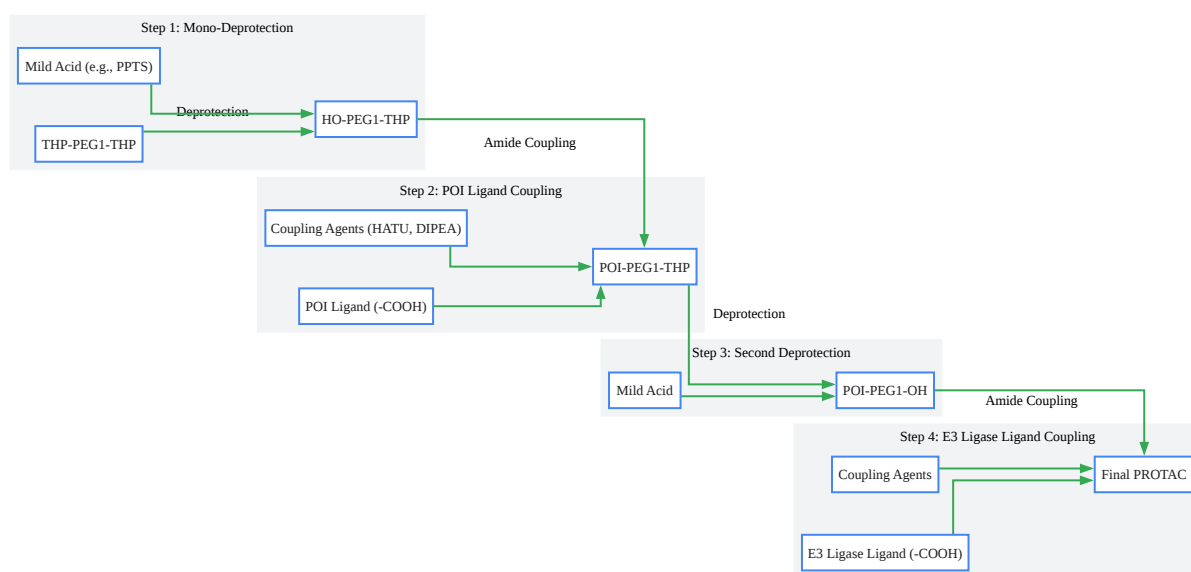 Step 1: Mono-Deprotection
Mild Acid (e.g., PPTS)
Deprotection
HO-PEG1-THP
THP-PEG1-THP
Amide Coupling
Step 2: POI Ligand Coupling
Coupling Agents (HATU, DIPEA)
POI-PEG1-THP
POI Ligand (-COOH)
Deprotection
Step 3: Second Deprotection
Mild Acid
POI-PEG1-OH
Amide Coupling
Step 4: E3 Ligase Ligand Coupling
Coupling Agents
Final PROTAC
E3 Ligase Ligand (-COOH)